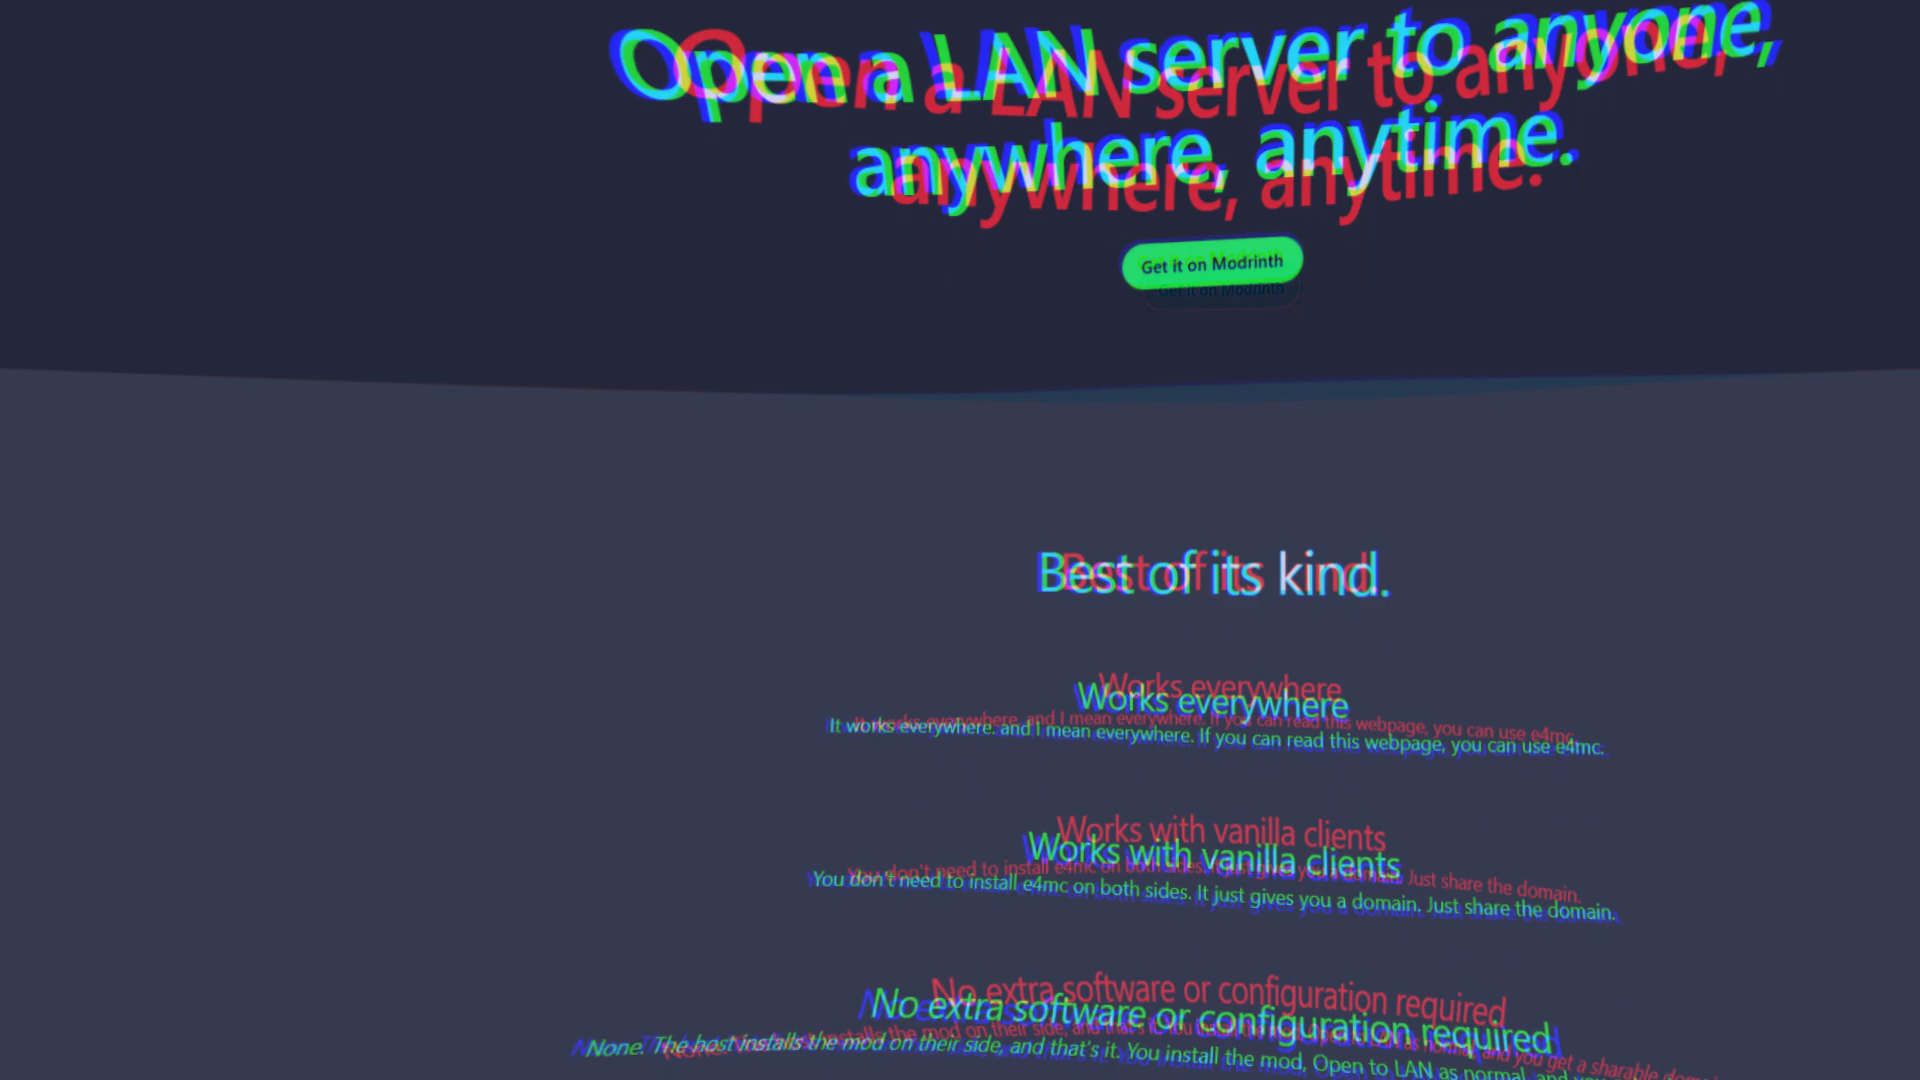 Open a LAN server to anyone,
anywhere, anytime.
Get it on Modrinth
Best of its kind.
Works everywhere
It works everywhere. and I mean everywhere. If you can read this webpage, you can use e4mc.
Works with vanilla clients
You don't need to install e4mc on both sides. It just gives you a domain. Just share the domain.
No extra software or configuration required
None. The host installs the mod on their side, and that's it. You install the mod, Open to LAN as normal, and you get a sharable